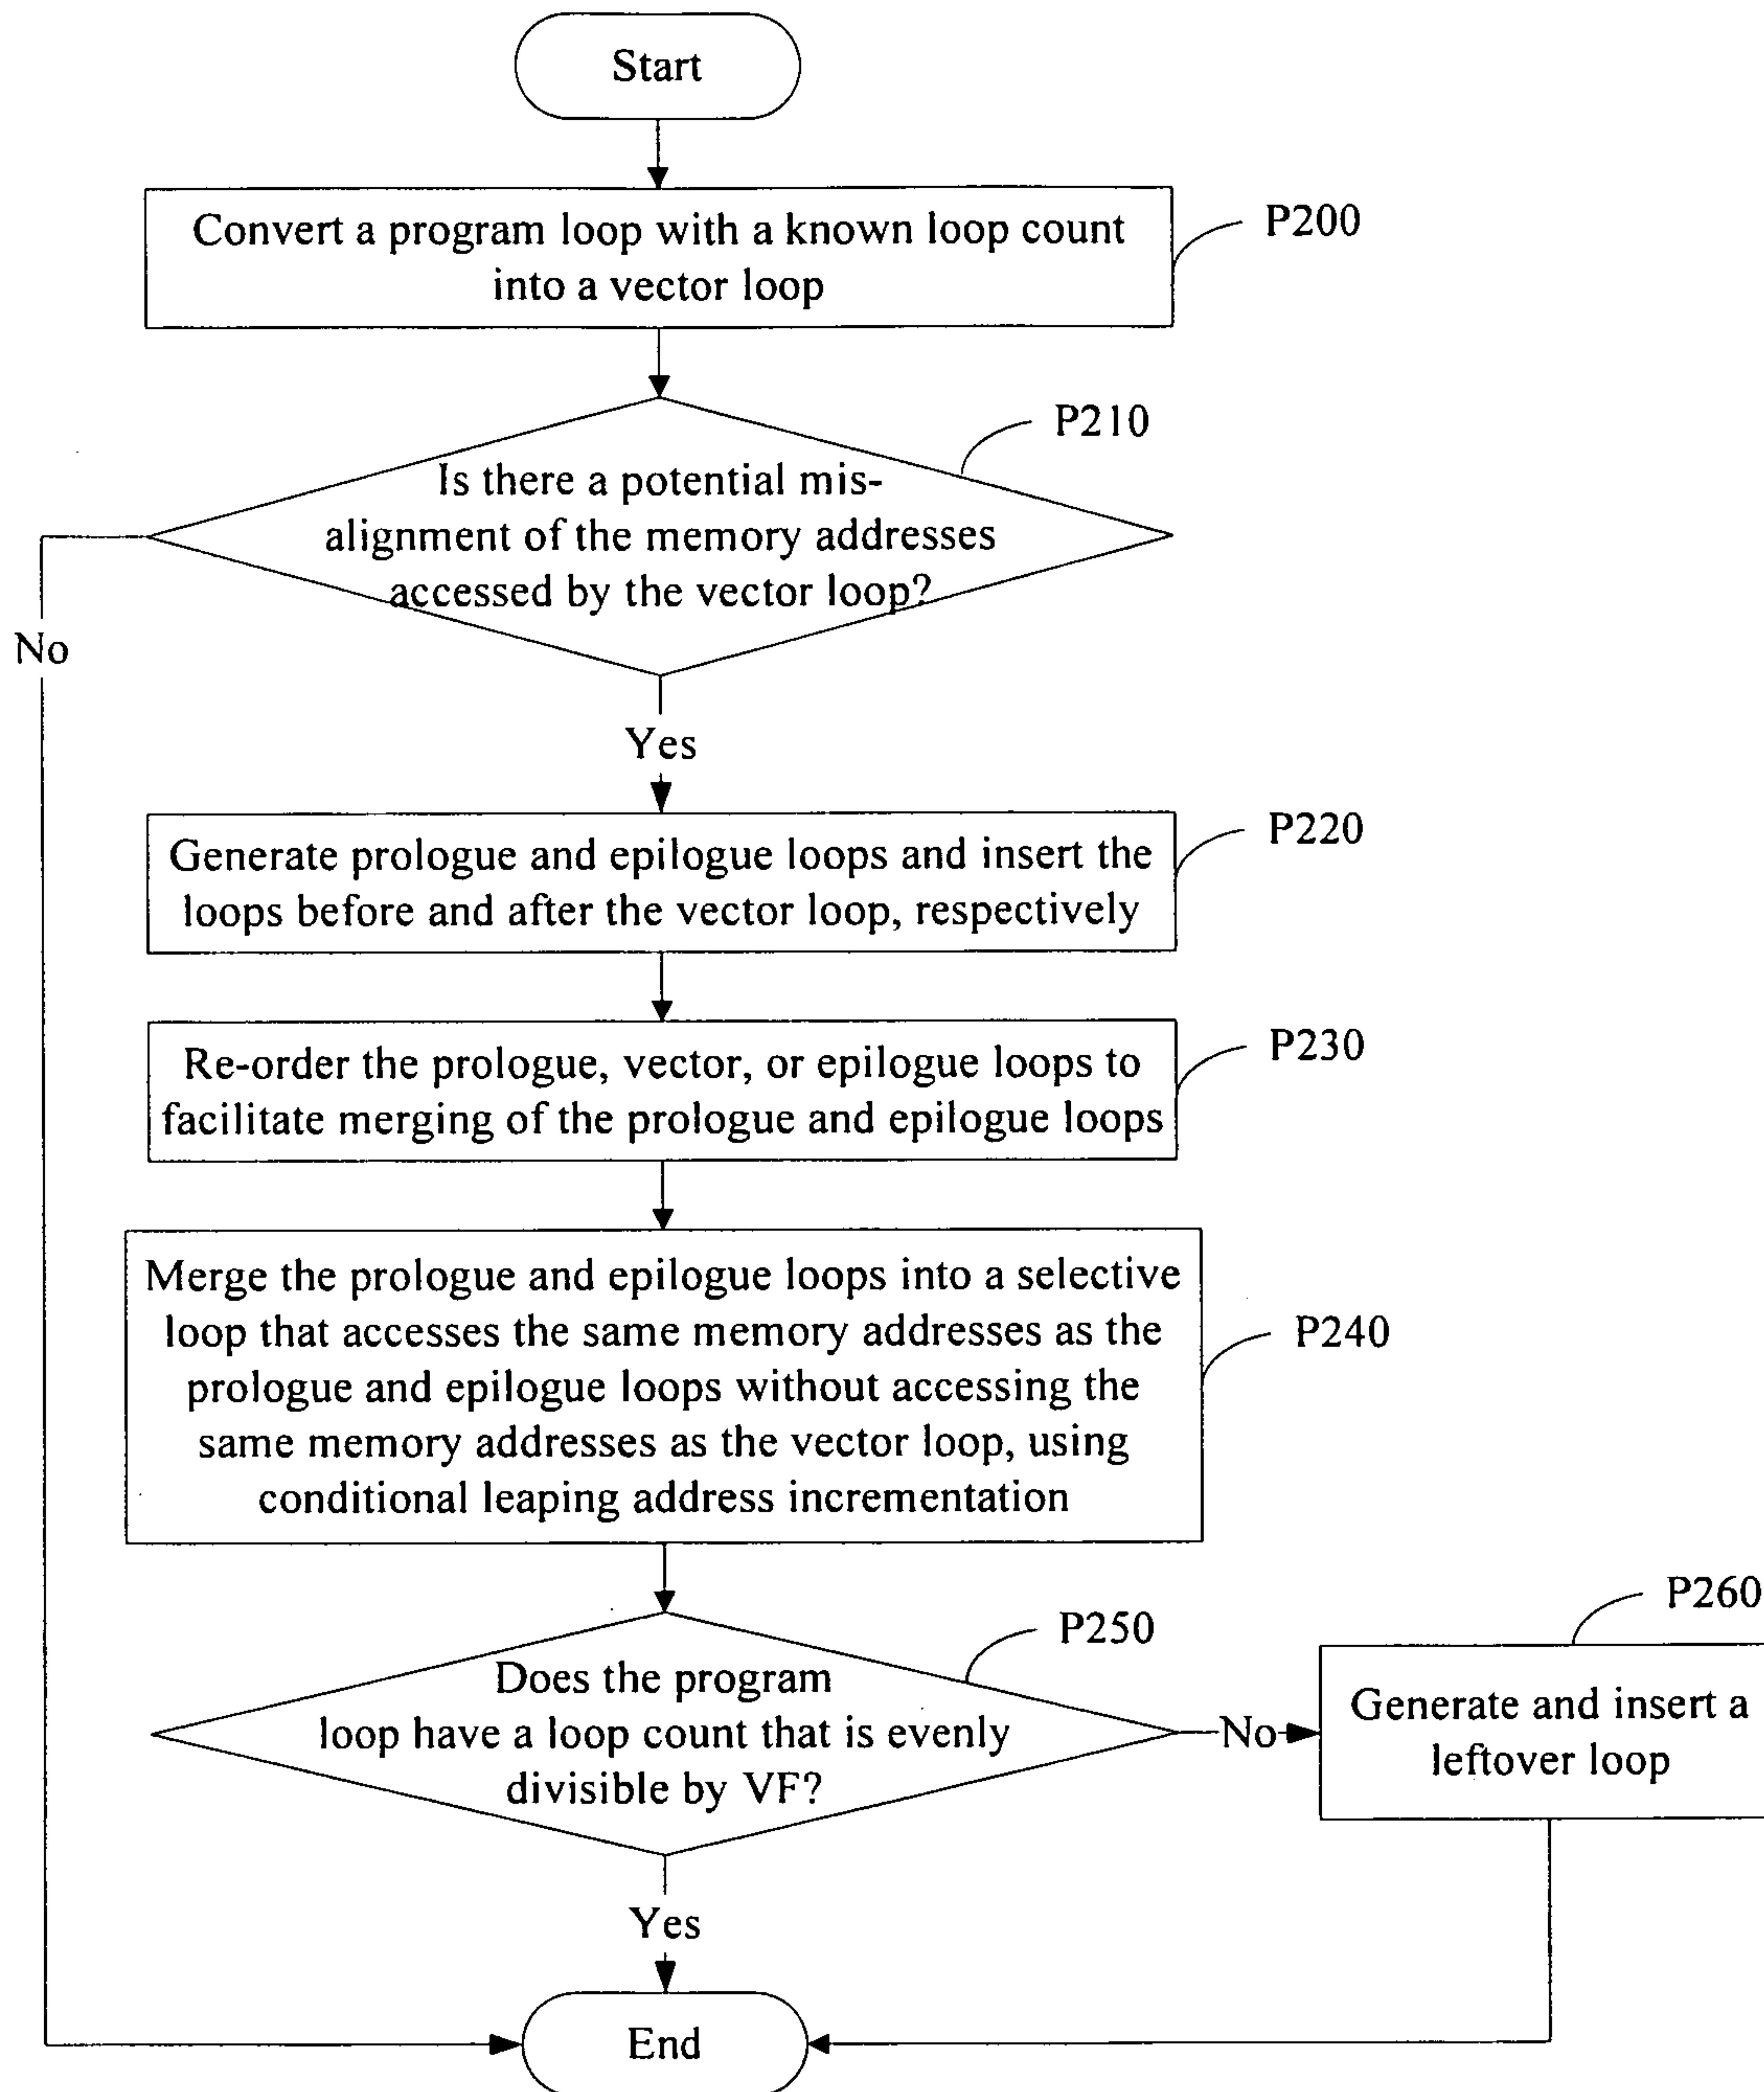 Start
Convert a program loop with a known loop count
into a vector loop
P200
P210
Is there a potential mis-
alignment of the memory addresses
accessed by the vector loop?
No
Yes
P220
Generate prologue and epilogue loops and insert the
loops before and after the vector loop, respectively
P230
Re-order the prologue, vector, or epilogue loops to
facilitate merging of the prologue and epilogue loops
Merge the prologue and epilogue loops into a selective
loop that accesses the same memory addresses as the
prologue and epilogue loops without accessing the
same memory addresses as the vector loop, using
conditional leaping address incrementation
P240
P250
Does the program
loop have a loop count that is evenly
divisible by VF?
No
P260
Generate and insert a
leftover loop
Yes
End